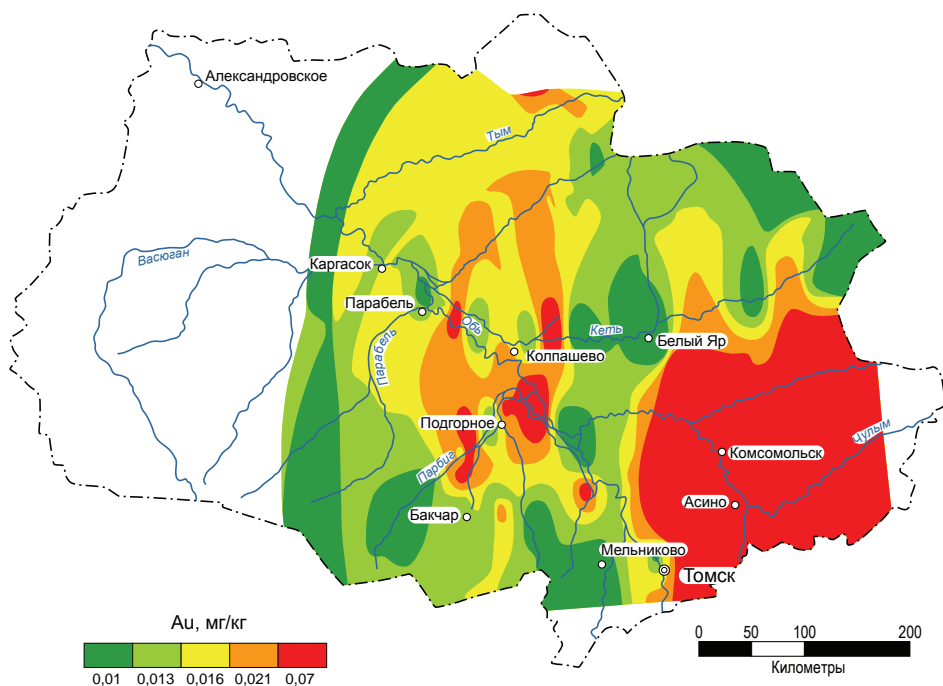 Александровское
Тым
Васюган
Каргасок
Парабель
Обь
Кеть
Белый Яр
Парабель
Колпашево
Подгорное
Чулым
Комсомольск
Парбиг
Асино
Бакчар
Мельниково
Томск
Au, мг/кг
0,01 0,013 0,016 0,021 0,07
0 50 100 200
Километры